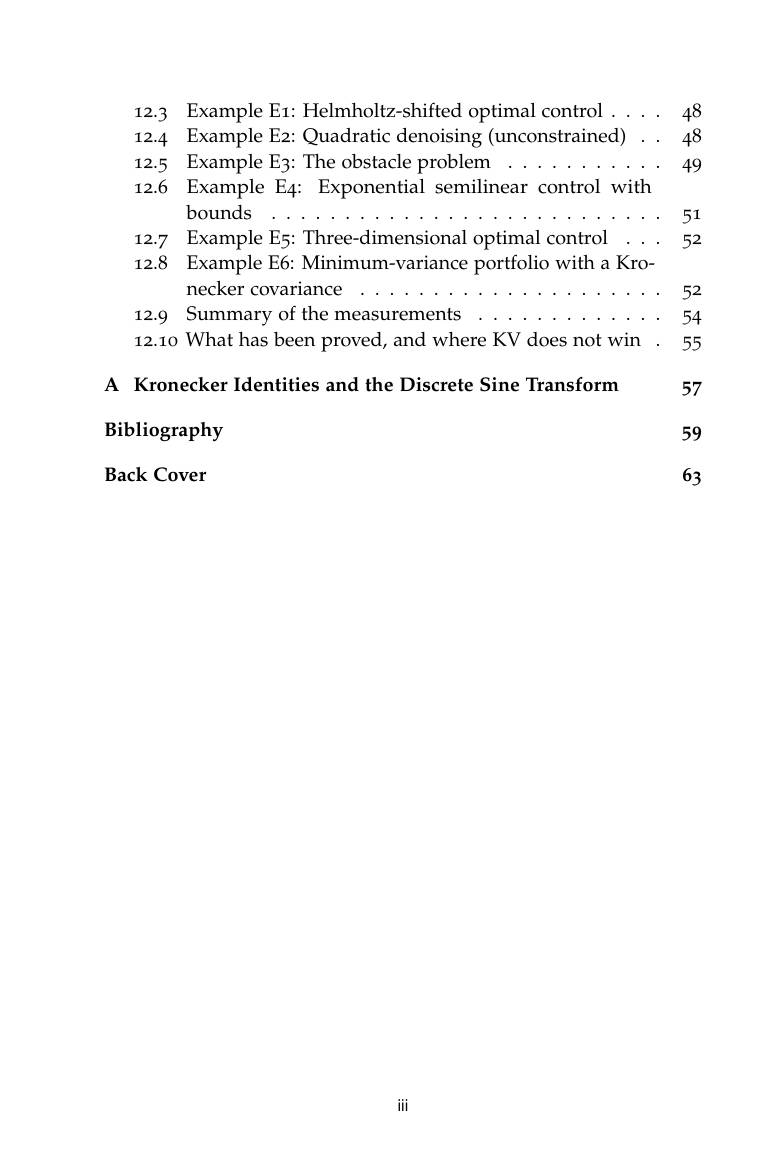 12.3 Example E1: Helmholtz-shifted optimal control . . . . 48
12.4 Example E2: Quadratic denoising (unconstrained) . . 48
12.5 Example E3: The obstacle problem . . . . . . . . . . . 49
12.6 Example E4: Exponential semilinear control with
bounds . . . . . . . . . . . . . . . . . . . . . . . . . . . 51
12.7 Example E5: Three-dimensional optimal control . . . 52
12.8 Example E6: Minimum-variance portfolio with a Kro-
necker covariance . . . . . . . . . . . . . . . . . . . . . 52
12.9 Summary of the measurements . . . . . . . . . . . . . 54
12.10 What has been proved, and where KV does not win . 55
A Kronecker Identities and the Discrete Sine Transform 57
Bibliography 59
Back Cover 63
iii